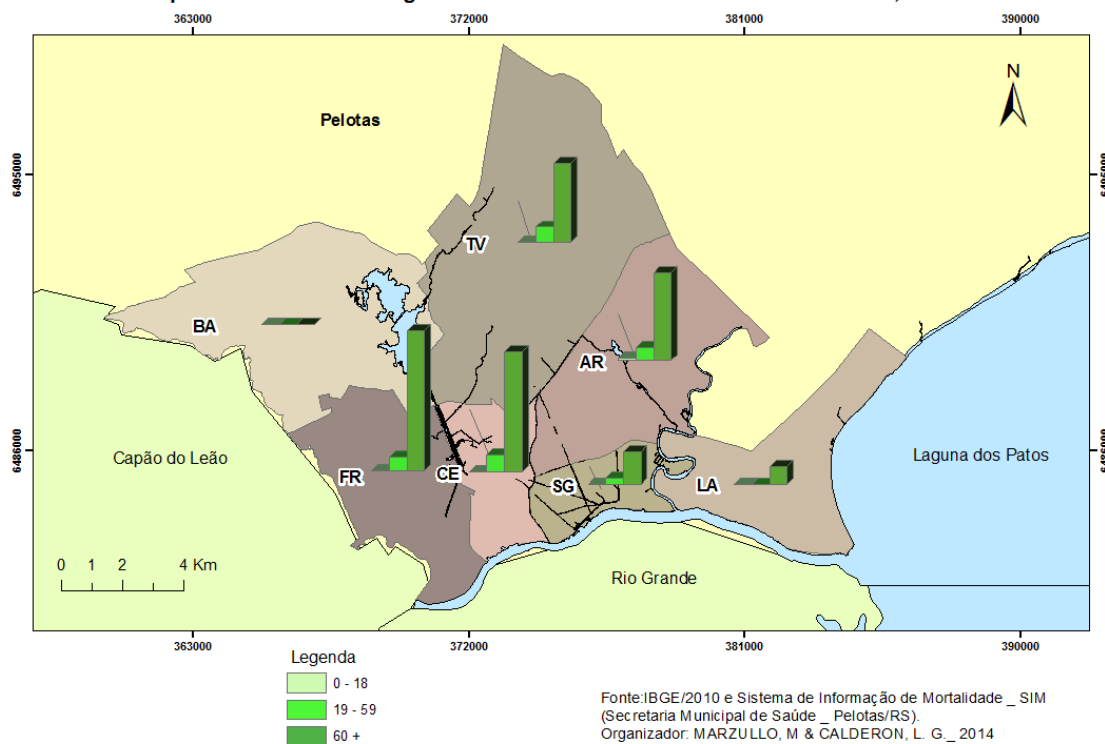 363000 372000 381000 390000
N
Pelotas
6495000
TV
BA
AR
6486000
Capão do Leão
FR
CE
SG
LA
Laguna dos Patos
0 1 2 4 Km
Rio Grande
363000 372000 381000 390000
Legenda
0 - 18
19 - 59
60 +
Fonte:IBGE/2010 e Sistema de Informação de Mortalidade _ SIM
(Secretaria Municipal de Saúde _ Pelotas/RS).
Organizador: MARZULLO, M & CALDERON, L. G._ 2014